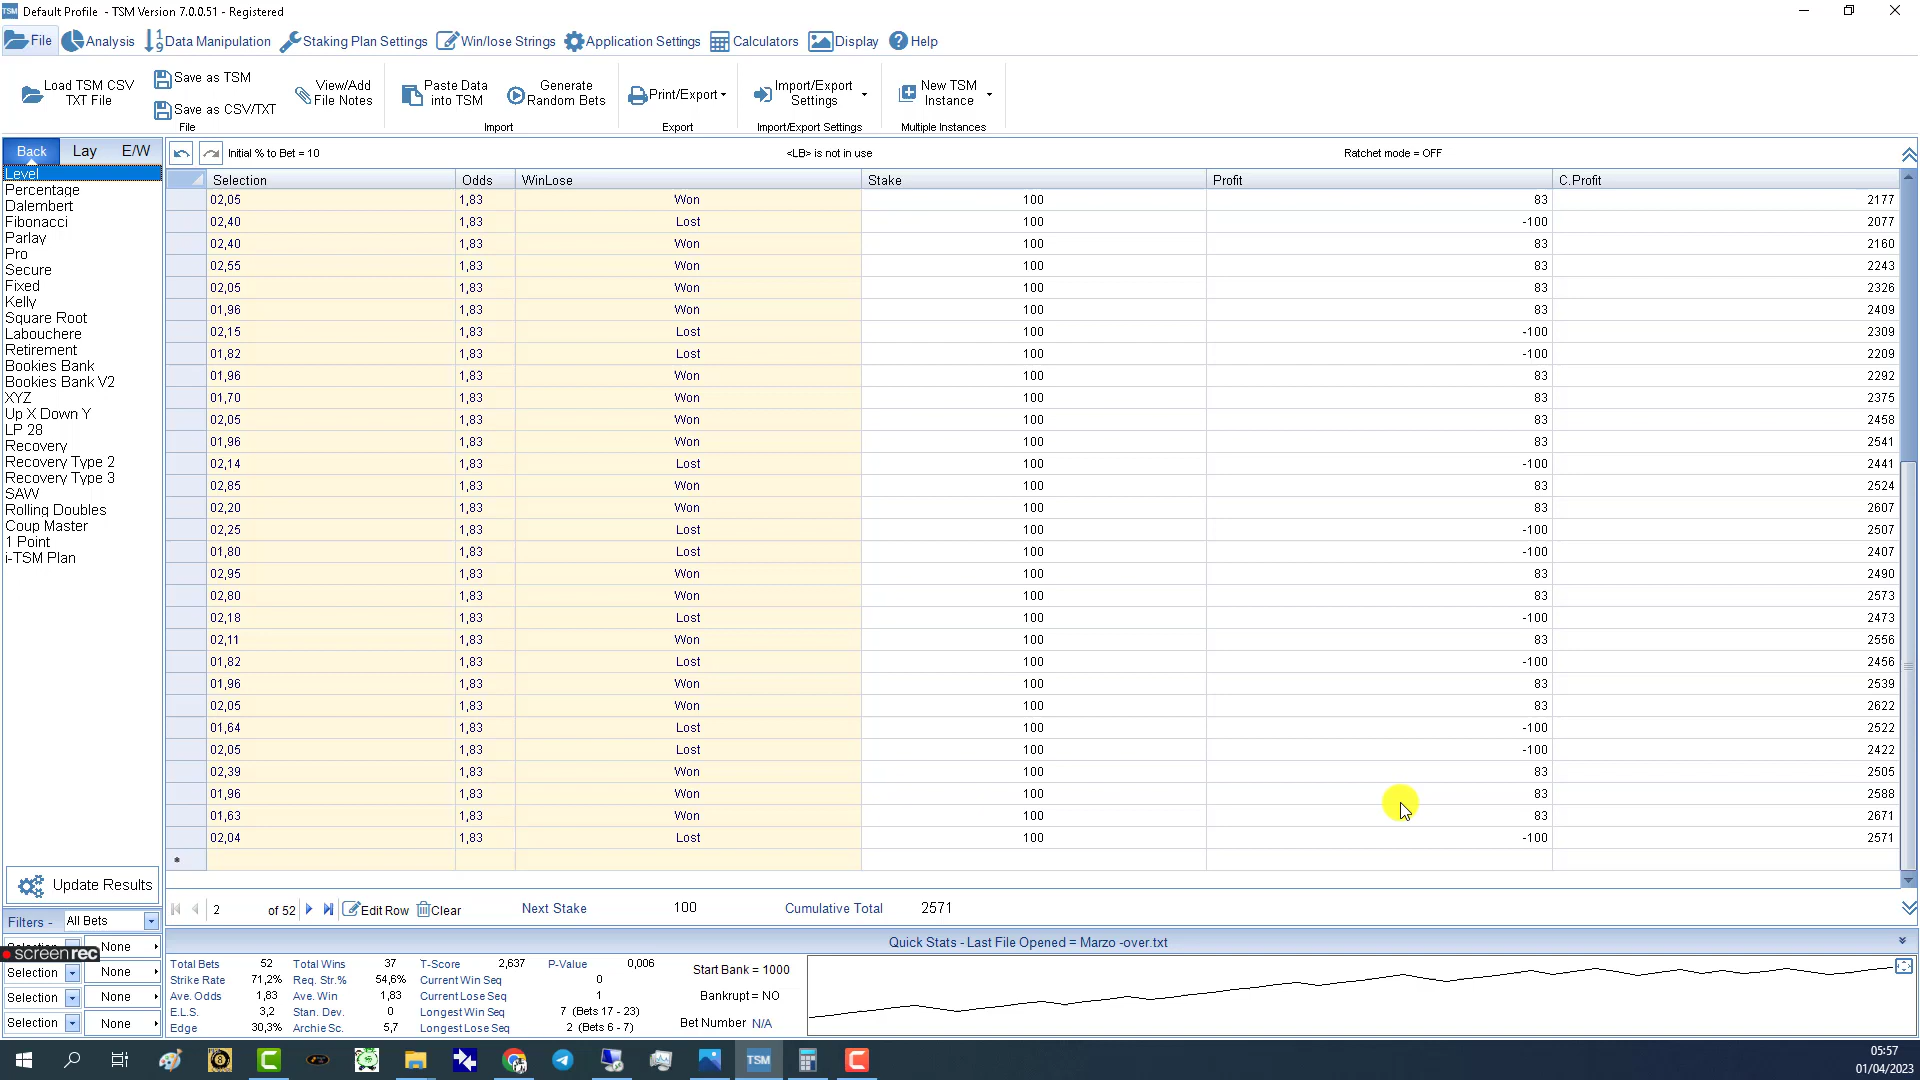 Default Profile - TSM Version 7.0.0.51 - Registered
File Analysis Data Manipulation Staking Plan Settings Win/lose Strings Application Settings Calculators Display Help
Load TSM CSV TXT File
Save as TSM
Save as CSV/TXT
View/Add File Notes
File
Paste Data into TSM
Generate Random Bets
Import
Print/Export
Export
Import/Export Settings
Import/Export Settings
New TSM Instance
Multiple Instances
Back Lay E/W
Level
Percentage
Dalembert
Fibonacci
Parlay
Pro
Secure
Fixed
Kelly
Square Root
Labouchere
Retirement
Bookies Bank
Bookies Bank V2
XYZ
Up X Down Y
LP 28
Recovery
Recovery Type 2
Recovery Type 3
SAW
Rolling Doubles
Coup Master
1 Point
i-TSM Plan
Update Results
Filters - All Bets
None
screenrec
Selection None
Selection None
Selection None
Initial % to Bet = 10 <LB> is not in use Ratchet mode = OFF
Selection Odds WinLose Stake Profit C.Profit
02,05 1,83 Won 100 83 2177
02,40 1,83 Lost 100 -100 2077
02,40 1,83 Won 100 83 2160
02,55 1,83 Won 100 83 2243
02,05 1,83 Won 100 83 2326
01,96 1,83 Won 100 83 2409
02,15 1,83 Lost 100 -100 2309
01,82 1,83 Lost 100 -100 2209
01,96 1,83 Won 100 83 2292
01,70 1,83 Won 100 83 2375
02,05 1,83 Won 100 83 2458
01,96 1,83 Won 100 83 2541
02,14 1,83 Lost 100 -100 2441
02,85 1,83 Won 100 83 2524
02,20 1,83 Won 100 83 2607
02,25 1,83 Lost 100 -100 2507
01,80 1,83 Lost 100 -100 2407
02,95 1,83 Won 100 83 2490
02,80 1,83 Won 100 83 2573
02,18 1,83 Lost 100 -100 2473
02,11 1,83 Won 100 83 2556
01,82 1,83 Lost 100 -100 2456
01,96 1,83 Won 100 83 2539
02,05 1,83 Won 100 83 2622
01,64 1,83 Lost 100 -100 2522
02,05 1,83 Lost 100 -100 2422
02,39 1,83 Won 100 83 2505
01,96 1,83 Won 100 83 2588
01,63 1,83 Won 100 83 2671
02,04 1,83 Lost 100 -100 2571
*
2 of 52 Edit Row Clear Next Stake 100 Cumulative Total 2571
Quick Stats - Last File Opened = Marzo -over.txt
Total Bets 52 Total Wins 37 T-Score 2,637 P-Value 0,006
Strike Rate 71,2% Req. Str.% 54,6% Current Win Seq 0
Ave. Odds 1,83 Ave. Win 1,83 Current Lose Seq 1
E.L.S. 3,2 Stan. Dev. 0 Longest Win Seq 7 (Bets 17 - 23)
Edge 30,3% Archie Sc. 5,7 Longest Lose Seq 2 (Bets 6 - 7)
Start Bank = 1000
Bankrupt = NO
Bet Number N/A
TSM
05:57
01/04/2023